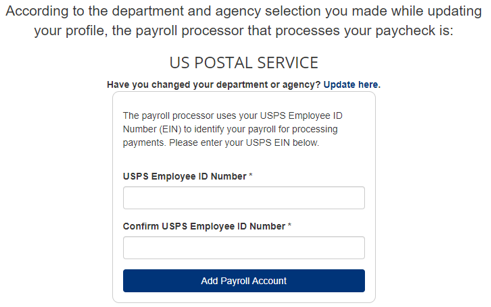 According to the department and agency selection you made while updating
your profile, the payroll processor that processes your paycheck is:
US POSTAL SERVICE
Have you changed your department or agency? Update here.
The payroll processor uses your USPS Employee ID
Number (EIN) to identify your payroll for processing
payments. Please enter your USPS EIN below.
USPS Employee ID Number *
Confirm USPS Employee ID Number *
Add Payroll Account